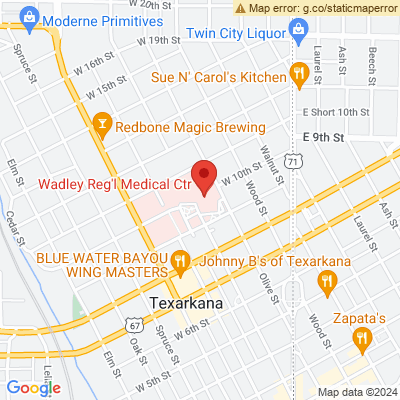 W 20th St
Map error: g.co/staticmaperror
Moderne Primitives
W 19th St
Twin City Liquor
Spruce St
W 16th St
Laurel St
Ash St
Beech St
W 15th St
Sue N' Carol's Kitchen
E Short 10th St
Redbone Magic Brewing
E 9th St
Elm St
Walnut St
71
Wadley Reg'l Medical Ctr
W 10th St
Wood St
Cedar St
Laurel St
Ash St
BLUE WATER BAYOU
WING MASTERS
Johnny B's of Texarkana
Olive St
Texarkana
67
W 6th St
Zapata's
Wood St
Elm St
Oak St
Spruce St
W 5th St
Google
Map data ©2024